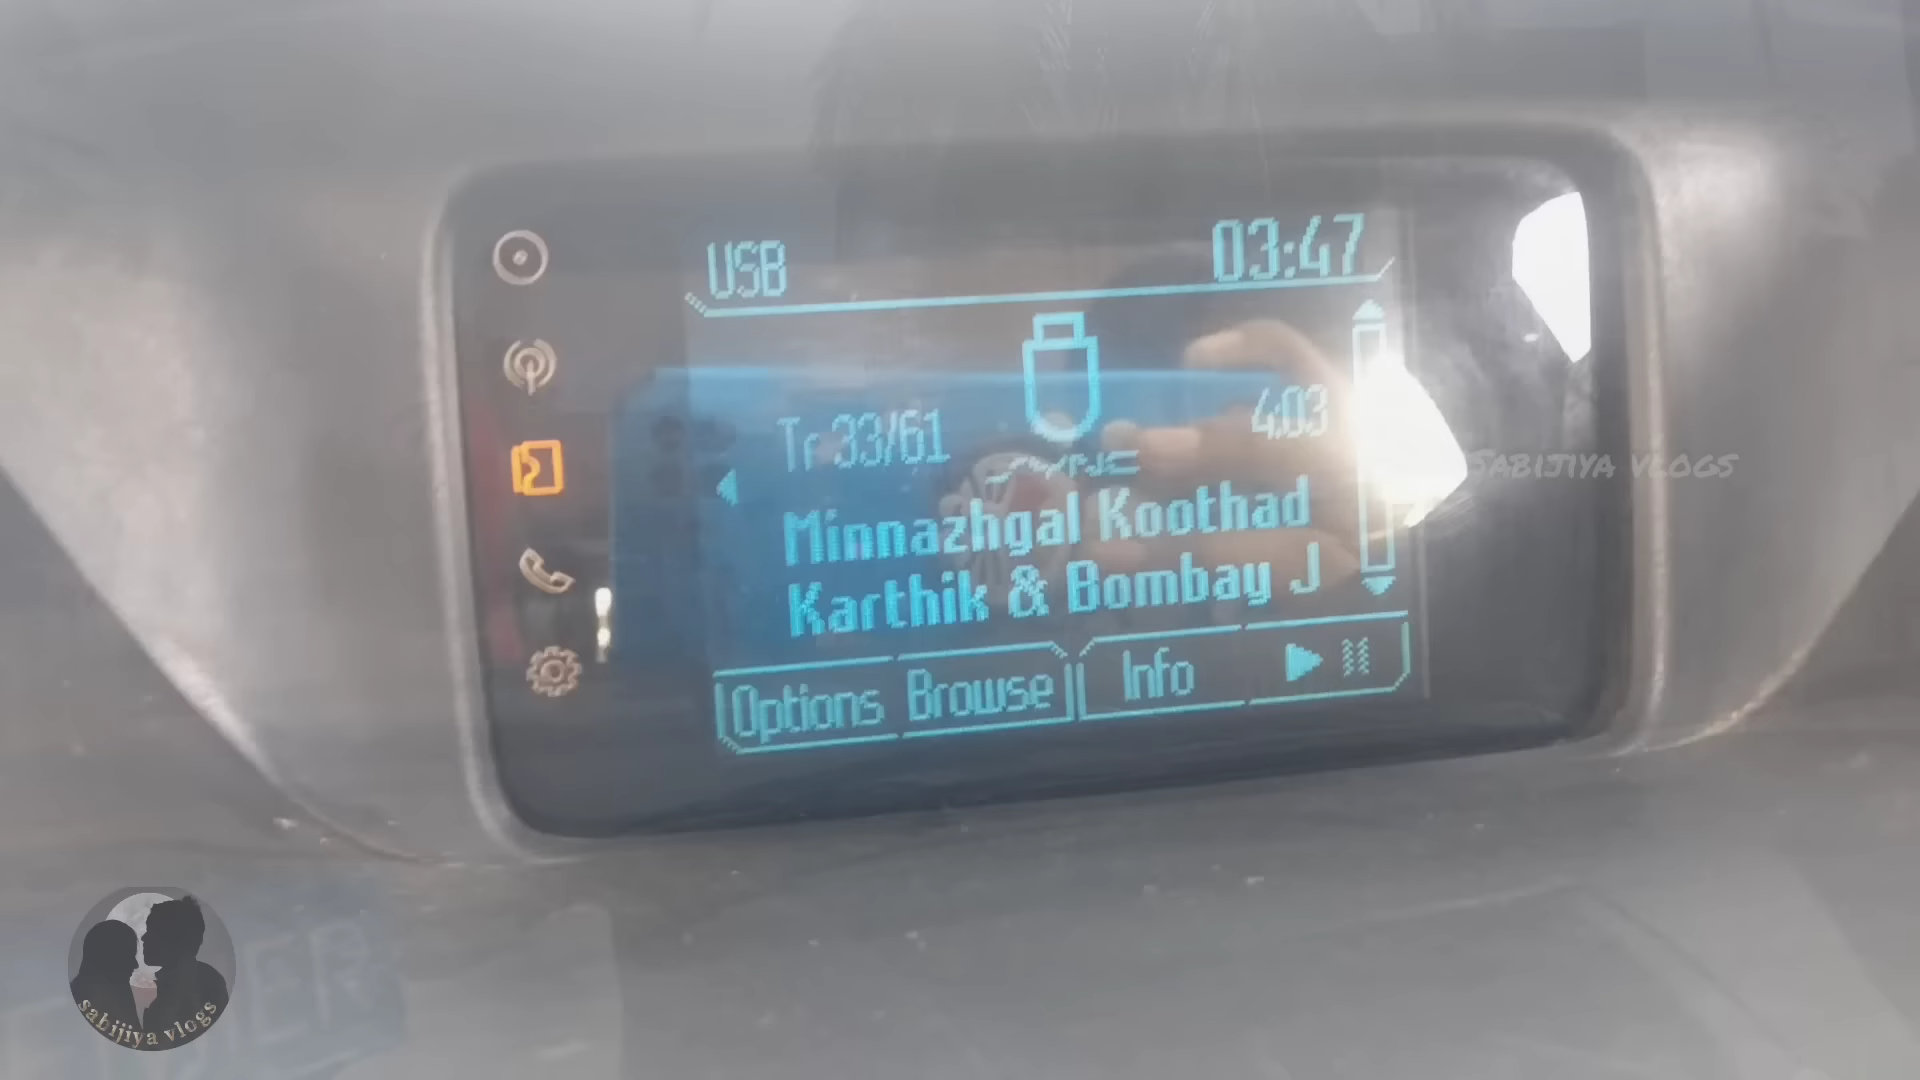 USB
03:47
Tr 33/61
4:03
SYNC
Minnazhgal Koothad
Karthik & Bombay J
Options Browse Info
SABIJIYA VLOGS
sabijiya vlogs